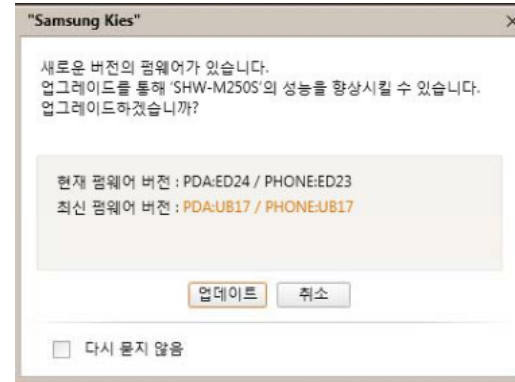 "Samsung Kies"
새로운 버전의 펌웨어가 있습니다.
업그레이드를 통해 'SHW-M250S'의 성능을 향상시킬 수 있습니다.
업그레이드하겠습니까?
현재 펌웨어 버전 : PDA:ED24 / PHONE:ED23
최신 펌웨어 버전 : PDA:UB17 / PHONE:UB17
업데이트 취소
다시 묻지 않음